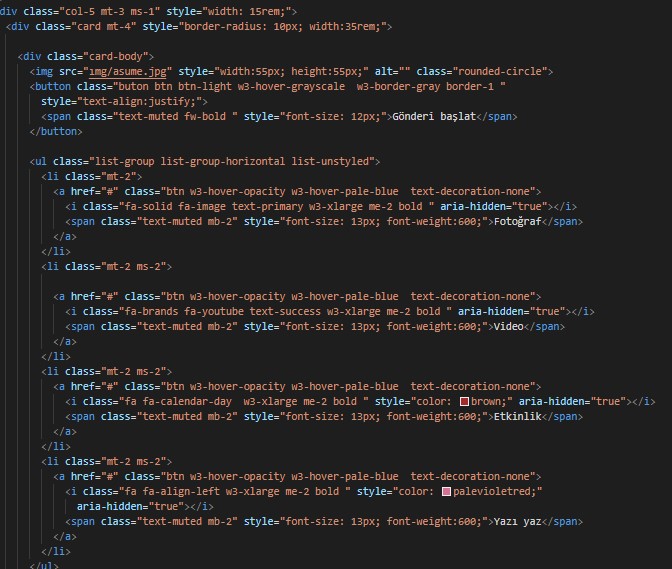 div class="col-5 mt-3 ms-1" style="width: 15rem;">
<div class="card mt-4" style="border-radius: 10px; width:35rem;">
<div class="card-body">
<img src="img/asume.jpg" style="width:55px; height:55px;" alt="" class="rounded-circle">
<button class="buton btn btn-light w3-hover-grayscale  w3-border-gray border-1 "
style="text-align:justify;">
<span class="text-muted fw-bold " style="font-size: 12px;">Gönderi başlat</span>
</button>
<ul class="list-group list-group-horizontal list-unstyled">
<li class="mt-2">
<a href="#" class="btn w3-hover-opacity w3-hover-pale-blue  text-decoration-none">
<i class="fa-solid fa-image text-primary w3-xlarge me-2 bold " aria-hidden="true"></i>
<span class="text-muted mb-2" style="font-size: 13px; font-weight:600;">Fotoğraf</span>
</a>
</li>
<li class="mt-2 ms-2">
<a href="#" class="btn w3-hover-opacity w3-hover-pale-blue  text-decoration-none">
<i class="fa-brands fa-youtube text-success w3-xlarge me-2 bold " aria-hidden="true"></i>
<span class="text-muted mb-2" style="font-size: 13px; font-weight:600;">Video</span>
</a>
</li>
<li class="mt-2 ms-2">
<a href="#" class="btn w3-hover-opacity w3-hover-pale-blue  text-decoration-none">
<i class="fa fa-calendar-day  w3-xlarge me-2 bold " style="color: brown;" aria-hidden="true"></i>
<span class="text-muted mb-2" style="font-size: 13px; font-weight:600;">Etkinlik</span>
</a>
</li>
<li class="mt-2 ms-2">
<a href="#" class="btn w3-hover-opacity w3-hover-pale-blue  text-decoration-none">
<i class="fa fa-align-left w3-xlarge me-2 bold " style="color: palevioletred;"
aria-hidden="true"></i>
<span class="text-muted mb-2" style="font-size: 13px; font-weight:600;">Yazı yaz</span>
</a>
</li>
</ul>